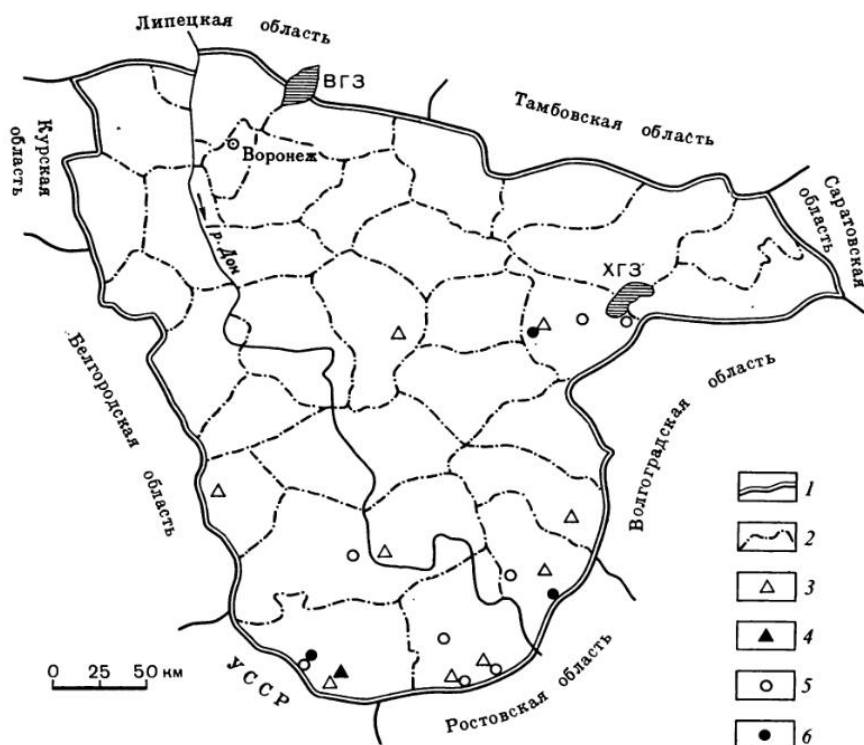 Липецкая область
ВГЗ
Тамбовская область
Курская
область
Воронеж
Саратовская
область
р. Дон
ХГЗ
Белгородская область
Волгоградская область
1
2
3
4
5
6
0 25 50 км
УССР
Ростовская область